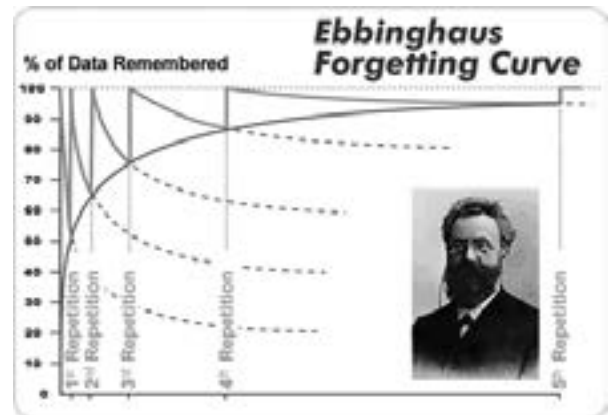 Ebbinghaus
Forgetting Curve
% of Data Remembered
100
90
80
70
60
50
40
30
20
10
0
1st Repetition
2nd Repetition
3rd Repetition
4th Repetition
5th Repetition